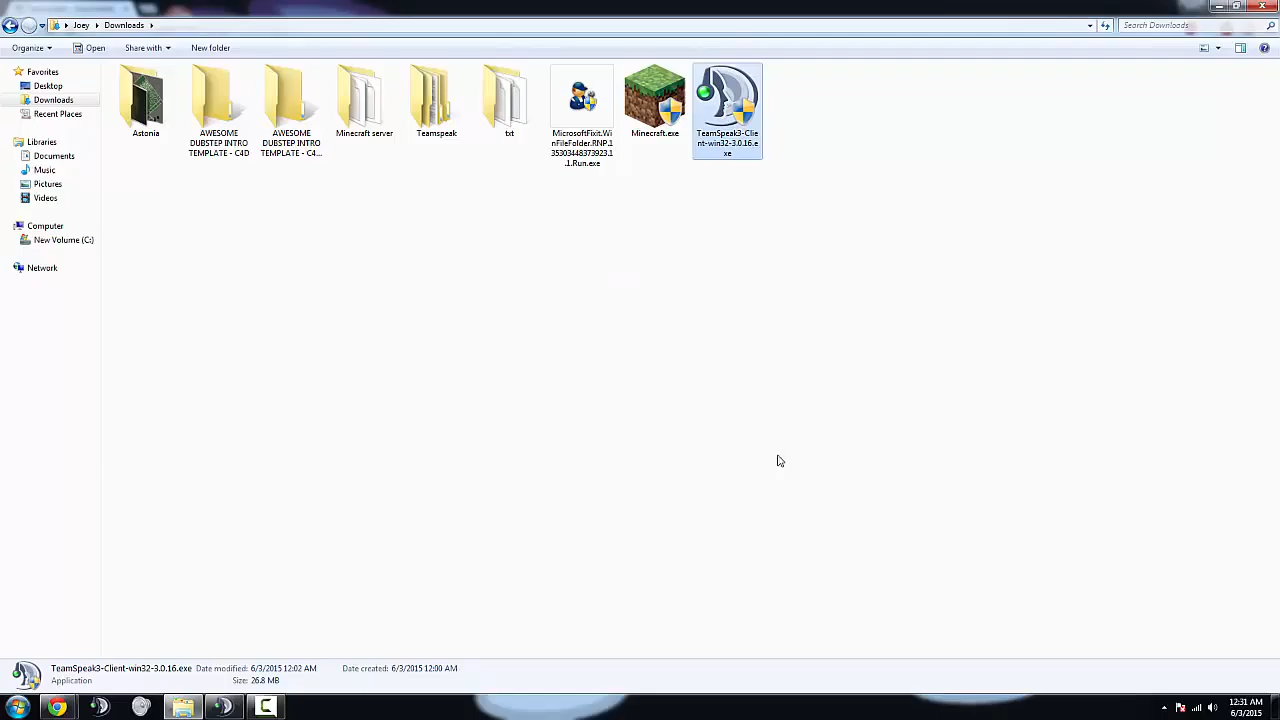 Joey Downloads Search Downloads
Organize Open Share with New folder
Favorites
Desktop
Downloads
Recent Places
Libraries
Documents
Music
Pictures
Videos
Computer
New Volume (C:)
Network
Astonia
AWESOME
DUBSTEP INTRO
TEMPLATE - C4D
AWESOME
DUBSTEP INTRO
TEMPLATE - C4...
Minecraft server
Teamspeak
txt
MicrosoftFixit.Wi
nFileFolder.RNP.1
35303448373923.1
.1.Run.exe
Minecraft.exe
TeamSpeak3-Clie
nt-win32-3.0.16.e
xe
TeamSpeak3-Client-win32-3.0.16.exe Date modified: 6/3/2015 12:02 AM Date created: 6/3/2015 12:00 AM
Application Size: 26.8 MB
12:31 AM
6/3/2015